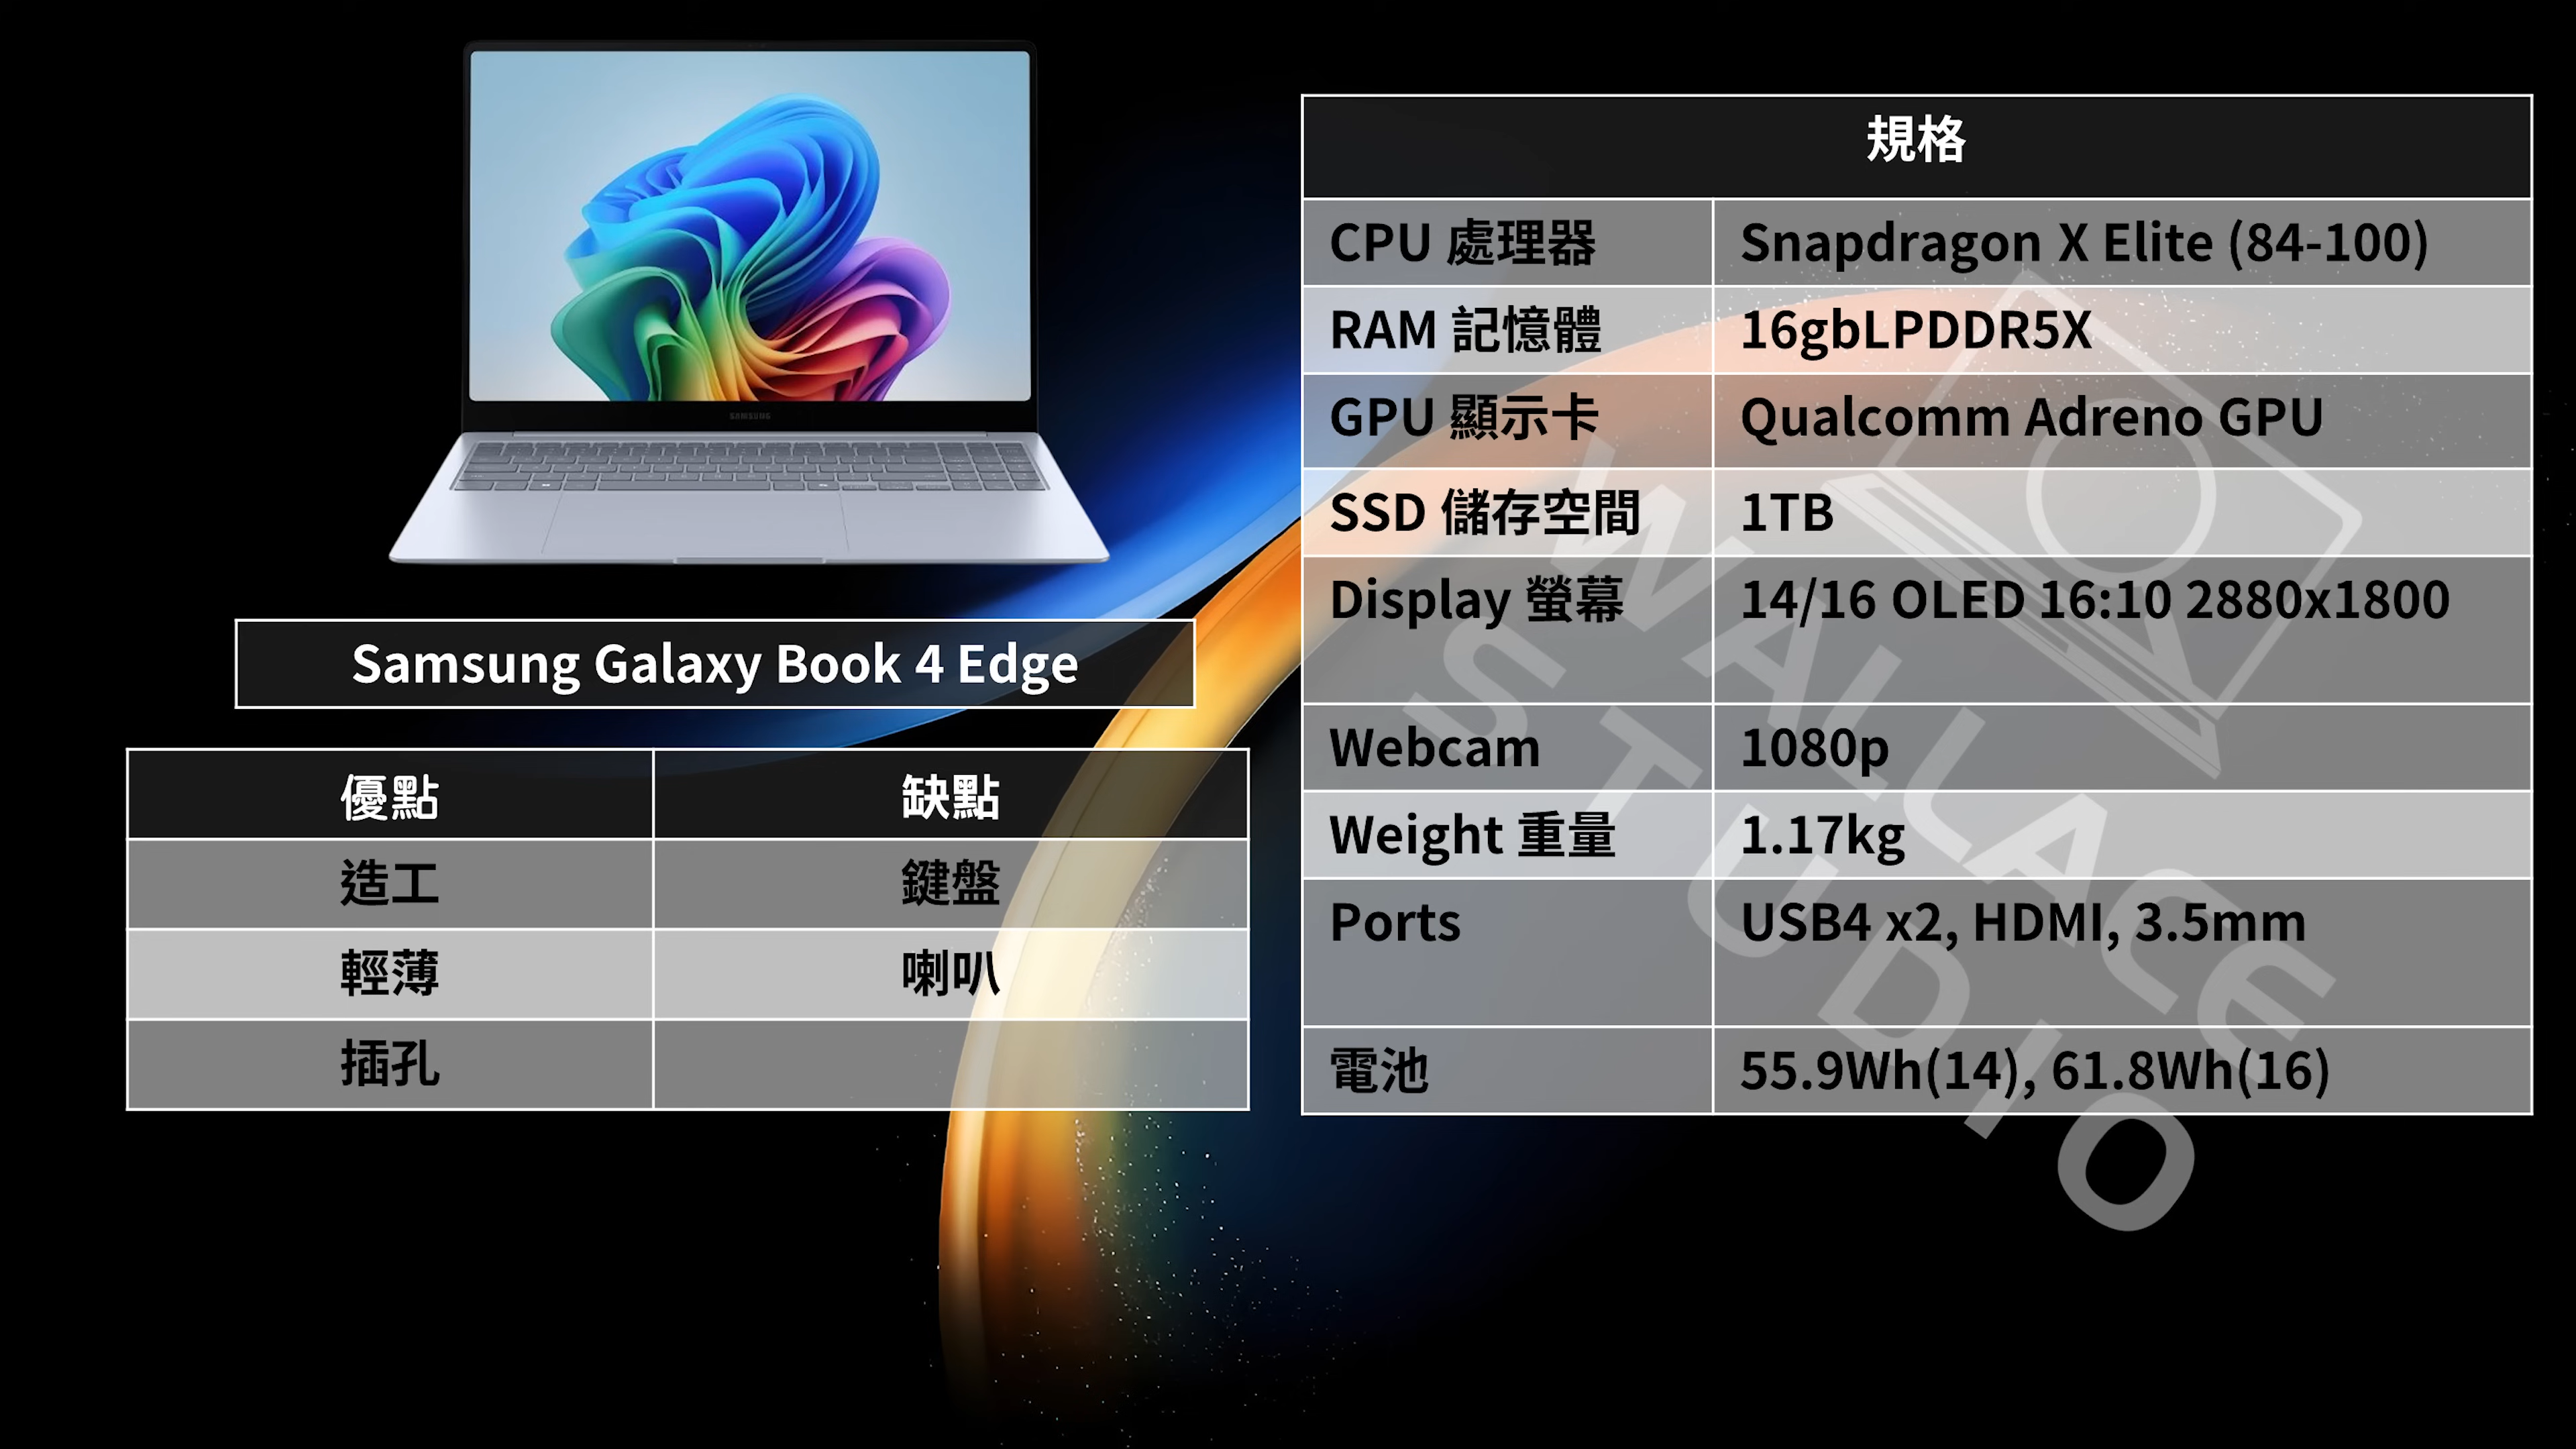 SAMSUNG
Samsung Galaxy Book 4 Edge
優點 缺點
造工 鍵盤
輕薄 喇叭
插孔
規格
CPU 處理器 Snapdragon X Elite (84-100)
RAM 記憶體 16gbLPDDR5X
GPU 顯示卡 Qualcomm Adreno GPU
SSD 儲存空間 1TB
Display 螢幕 14/16 OLED 16:10 2880x1800
Webcam 1080p
Weight 重量 1.17kg
Ports USB4 x2, HDMI, 3.5mm
電池 55.9Wh(14), 61.8Wh(16)
WALLACE
STUDIO